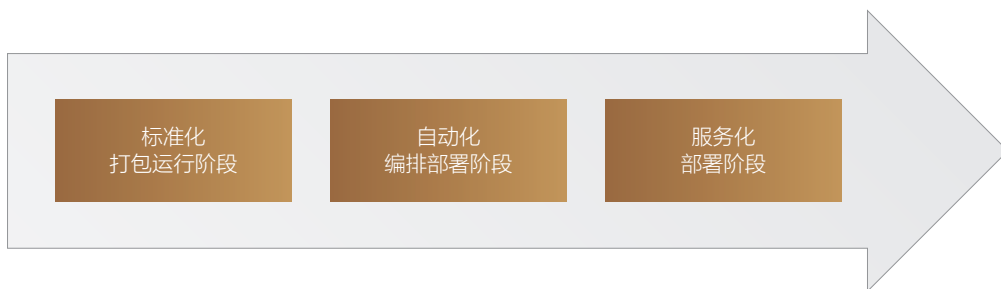 标准化
打包运行阶段
自动化
编排部署阶段
服务化
部署阶段